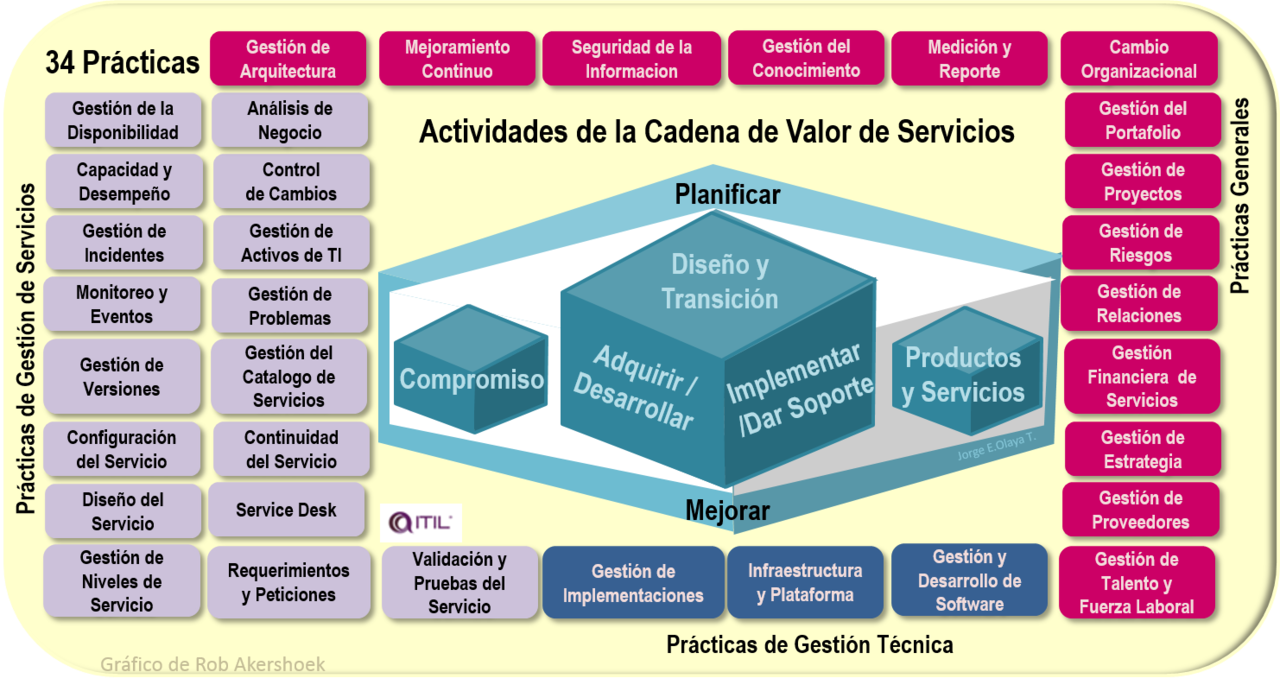 34 Prácticas
Gestión de
Arquitectura
Mejoramiento
Continuo
Seguridad de la
Informacion
Gestión del
Conocimiento
Medición y
Reporte
Cambio
Organizacional
Prácticas de Gestión de Servicios
Gestión de la
Disponibilidad
Análisis de
Negocio
Capacidad y
Desempeño
Control
de Cambios
Gestión de
Incidentes
Gestión de
Activos de TI
Monitoreo y
Eventos
Gestión de
Problemas
Gestión de
Versiones
Gestión del
Catalogo de
Servicios
Configuración
del Servicio
Continuidad
del Servicio
Diseño del
Servicio
Service Desk
Gestión de
Niveles de
Servicio
Requerimientos
y Peticiones
Validación y
Pruebas del
Servicio
Actividades de la Cadena de Valor de Servicios
Planificar
Diseño y
Transición
Compromiso
Adquirir /
Desarrollar
Implementar
/Dar Soporte
Productos
y Servicios
Jorge E.Olaya T.
Mejorar
ITIL
Gestión de
Implementaciones
Infraestructura
y Plataforma
Gestión y
Desarrollo de
Software
Prácticas de Gestión Técnica
Gestión del
Portafolio
Gestión de
Proyectos
Gestión de
Riesgos
Gestión de
Relaciones
Gestión
Financiera de
Servicios
Gestión de
Estrategia
Gestión de
Proveedores
Gestión de
Talento y
Fuerza Laboral
Prácticas Generales
Gráfico de Rob Akershoek